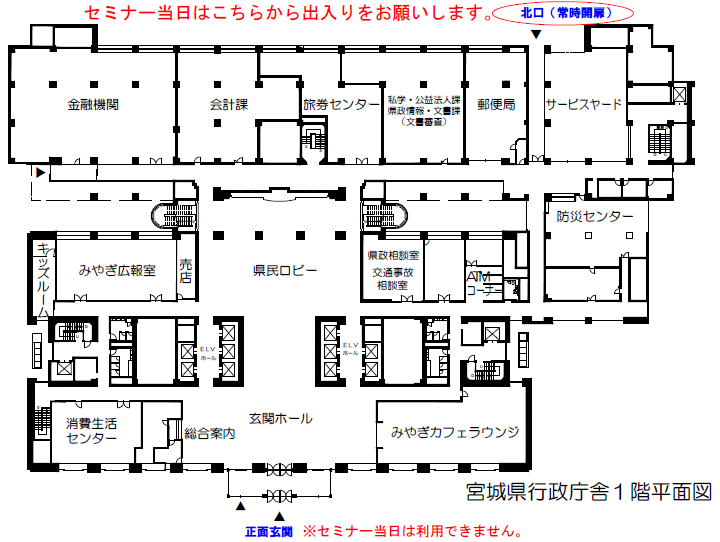 セミナー当日はこちらから出入りをお願いします。
北口（常時開扉）
金融機関
会計課
旅券センター
私学・公益法人課
県政情報・文書課
（文書審査）
郵便局
サービスヤード
防災センター
キッズルーム
みやぎ広報室
売店
県民ロビー
県政相談室
交通事故
相談室
ATM
コーナー
ELV
ホール
ELV
ホール
消費生活
センター
総合案内
玄関ホール
みやぎカフェラウンジ
宮城県行政庁舎１階平面図
正面玄関
※セミナー当日は利用できません。